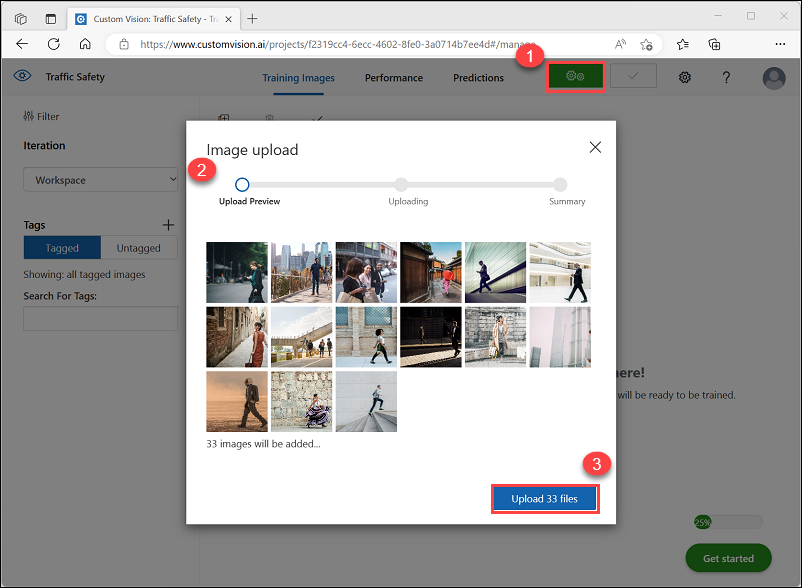 Custom Vision: Traffic Safety - Tra
https://www.customvision.ai/projects/f2319cc4-6ecc-4602-8fe0-3a0714b7ee4d#/manage
1
Traffic Safety
Training Images
Performance
Predictions
?
Filter
Iteration
Workspace
Tags
Tagged
Untagged
Showing: all tagged images
Search For Tags:
Image upload
2
Upload Preview
Uploading
Summary
33 images will be added...
3
Upload 33 files
here!
will be ready to be trained.
25%
Get started